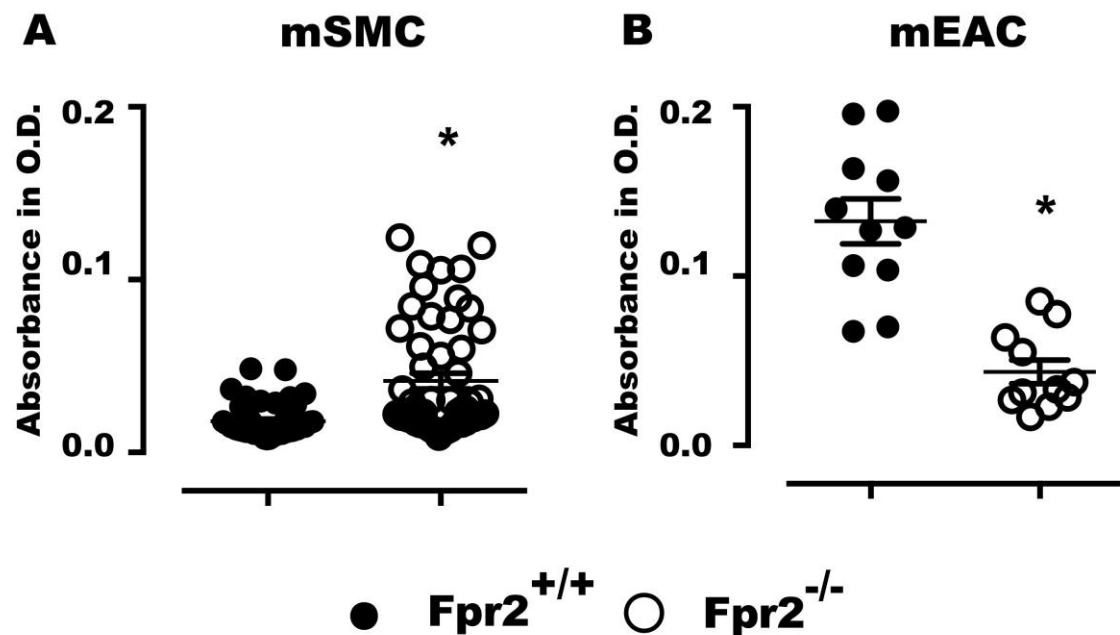 A mSMC
Absorbance in O.D.
0.2
0.1
0.0
*
B mEAC
Absorbance in O.D.
0.2
0.1
0.0
*
Fpr2+/+ Fpr2-/-